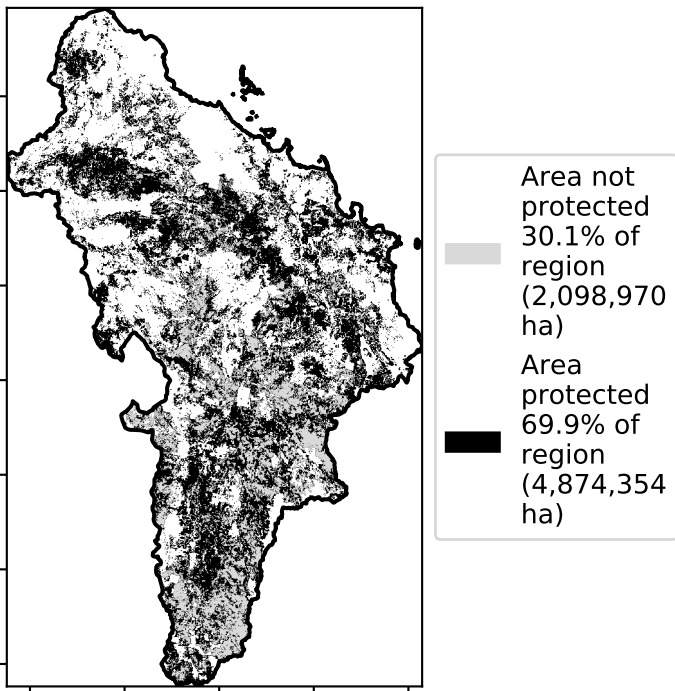 Area not
protected
30.1% of
region
(2,098,970
ha)
Area
protected
69.9% of
region
(4,874,354
ha)